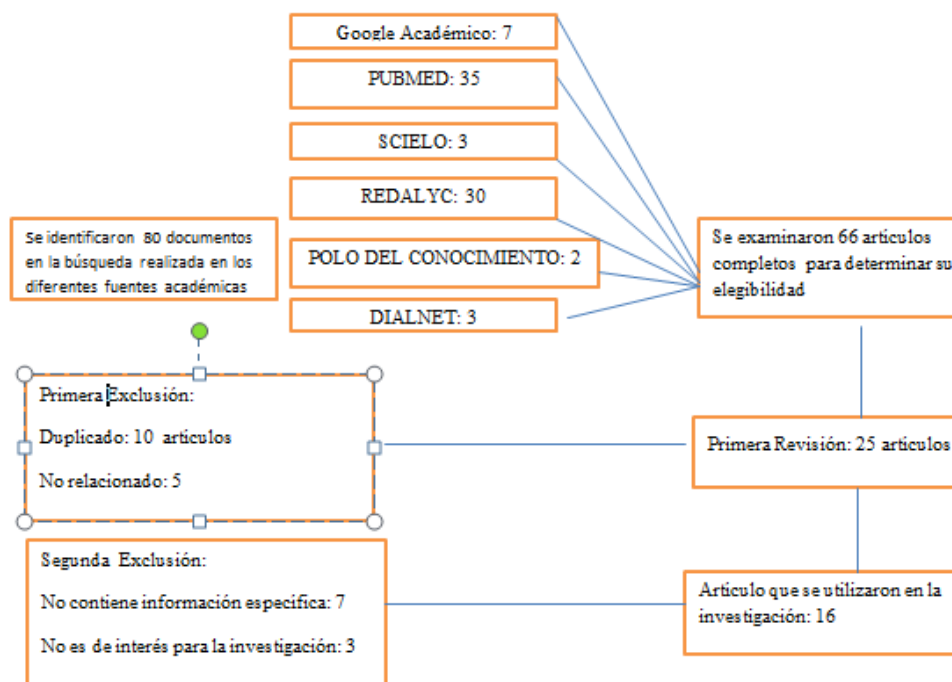 Google Académico: 7
PUBMED: 35
SCIELO: 3
REDALYC: 30
POLO DEL CONOCIMIENTO: 2
DIALNET: 3
Se identificaron 80 documentos
en la búsqueda realizada en los
diferentes fuentes académicas
Se examinaron 66 articulos
completos para determinar su
elegibilidad
Primera Exclusión:
Duplicado: 10 articulos
No relacionado: 5
Primera Revisión: 25 articulos
Segunda Exclusión:
No contiene información especifica: 7
No es de interés para la investigación: 3
Articulo que se utilizaron en la
investigación: 16